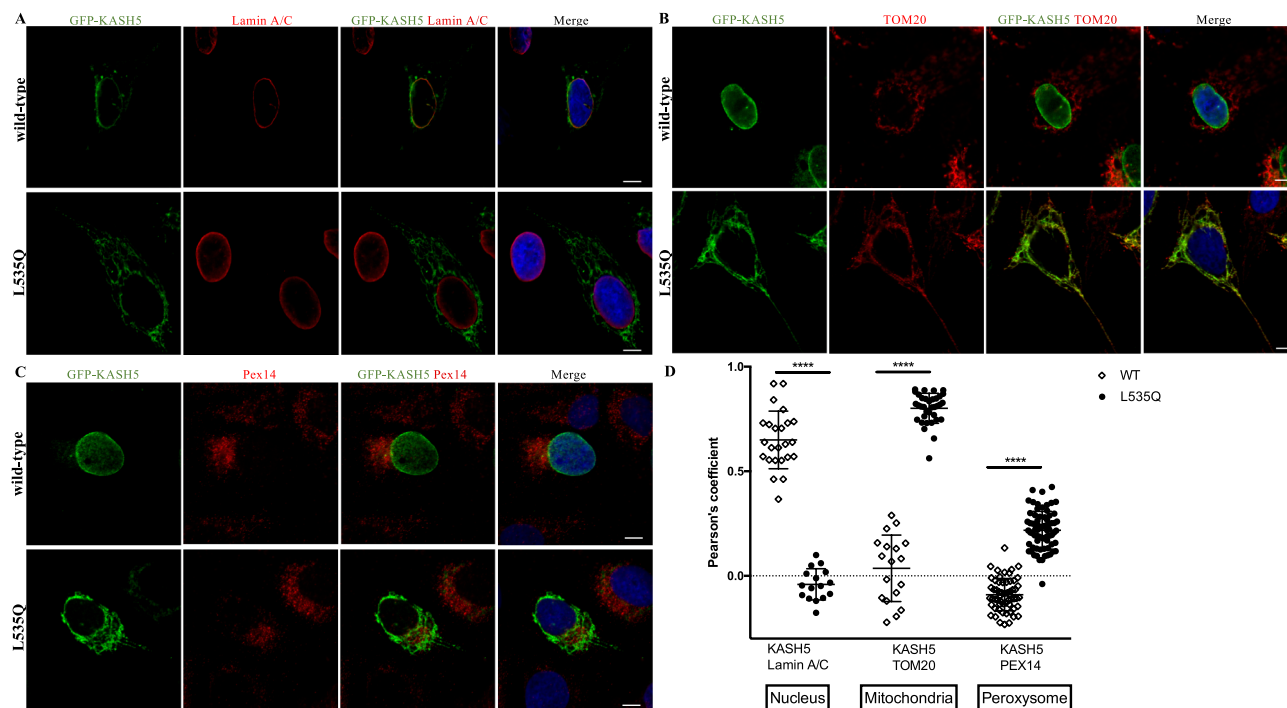 A
GFP-KASH5 Lamin A/C GFP-KASH5 Lamin A/C Merge
wild-type
L535Q
B
GFP-KASH5 TOM20 GFP-KASH5 TOM20 Merge
wild-type
L535Q
C
GFP-KASH5 Pex14 GFP-KASH5 Pex14 Merge
wild-type
L535Q
D
Pearson's coefficient
1.0
0.5
0.0
****
****
****
WT
L535Q
KASH5 KASH5 KASH5
Lamin A/C TOM20 PEX14
Nucleus Mitochondria Peroxysome